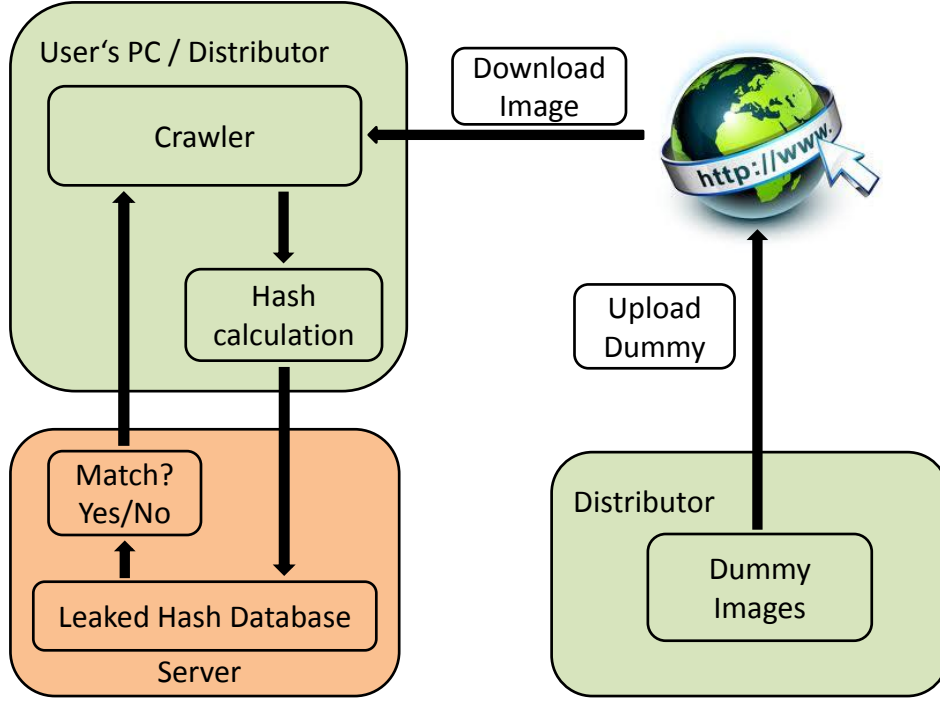 User‘s PC / Distributor
Crawler
Download
Image
http://www.
Hash
calculation
Upload
Dummy
Match?
Yes/No
Leaked Hash Database
Server
Distributor
Dummy
Images